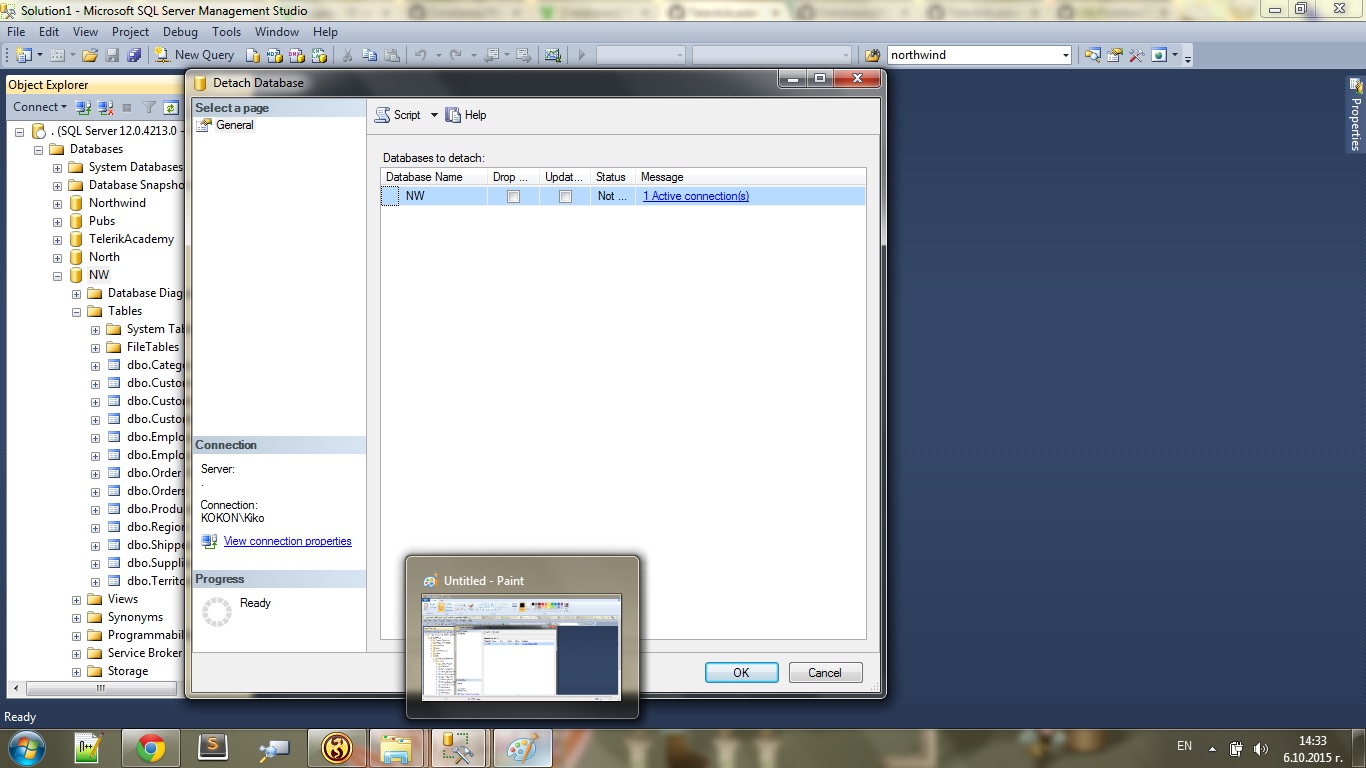 Solution1 - Microsoft SQL Server Management Studio
File Edit View Project Debug Tools Window Help
New Query northwind
Object Explorer
Connect
. (SQL Server 12.0.4213.0 -
Databases
System Databases
Database Snapsho
Northwind
Pubs
TelerikAcademy
North
NW
Database Diag
Tables
System Tab
FileTables
dbo.Catego
dbo.Custo
dbo.Custo
dbo.Custo
dbo.Emplo
dbo.Emplo
dbo.Order
dbo.Orders
dbo.Produ
dbo.Region
dbo.Shippe
dbo.Suppli
dbo.Territo
Views
Synonyms
Programmabil
Service Broker
Storage
Detach Database
Select a page
General
Script Help
Databases to detach:
Database Name Drop ... Updat... Status Message
NW Not ... 1 Active connection(s)
Connection
Server:
.
Connection:
KOKON\Kiko
View connection properties
Progress
Ready
OK Cancel
Untitled - Paint
Properties
Ready
EN
14:33
6.10.2015 г.